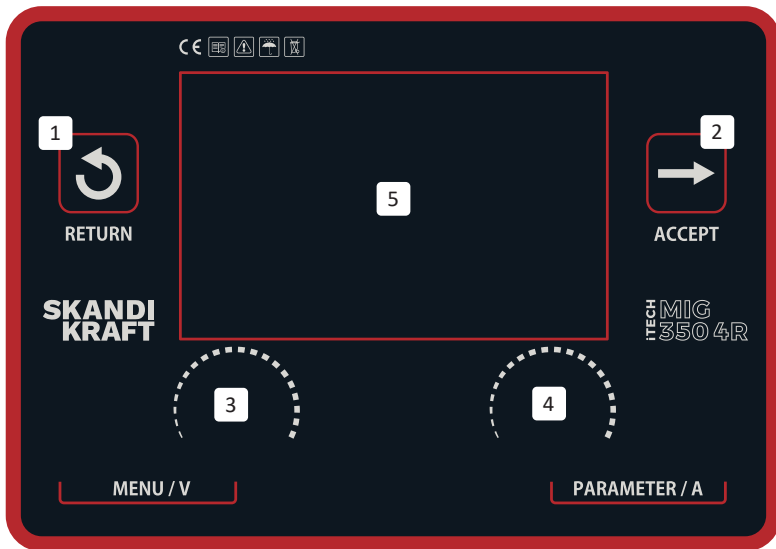 CE
1
2
5
RETURN
ACCEPT
SKANDI
KRAFT
iTECH
MIG
350 4R
3
4
MENU / V
PARAMETER / A